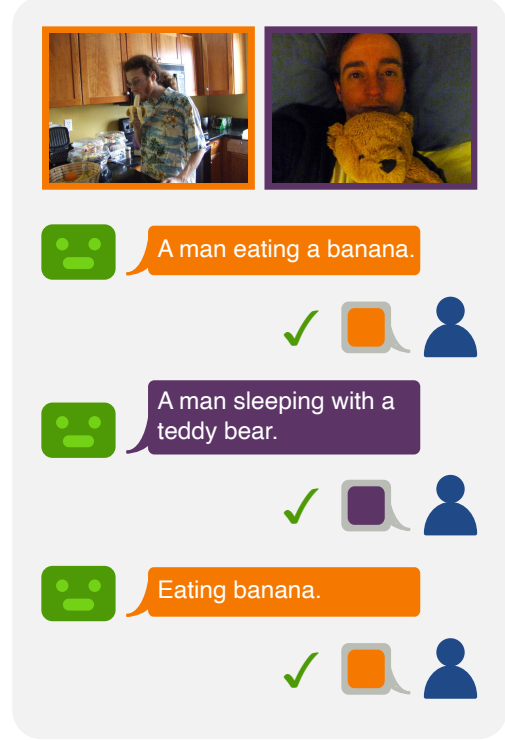 A man eating a banana.
A man sleeping with a
teddy bear.
Eating banana.